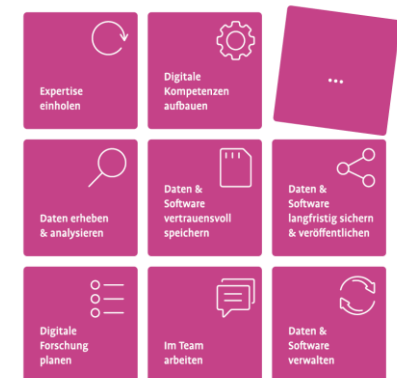 Expertise
einholen
Digitale
Kompetenzen
aufbauen
...
Daten erheben
& analysieren
Daten &
Software
vertrauensvoll
speichern
Daten &
Software
langfristig sichern
& veröffentlichen
Digitale
Forschung
planen
Im Team
arbeiten
Daten &
Software
verwalten